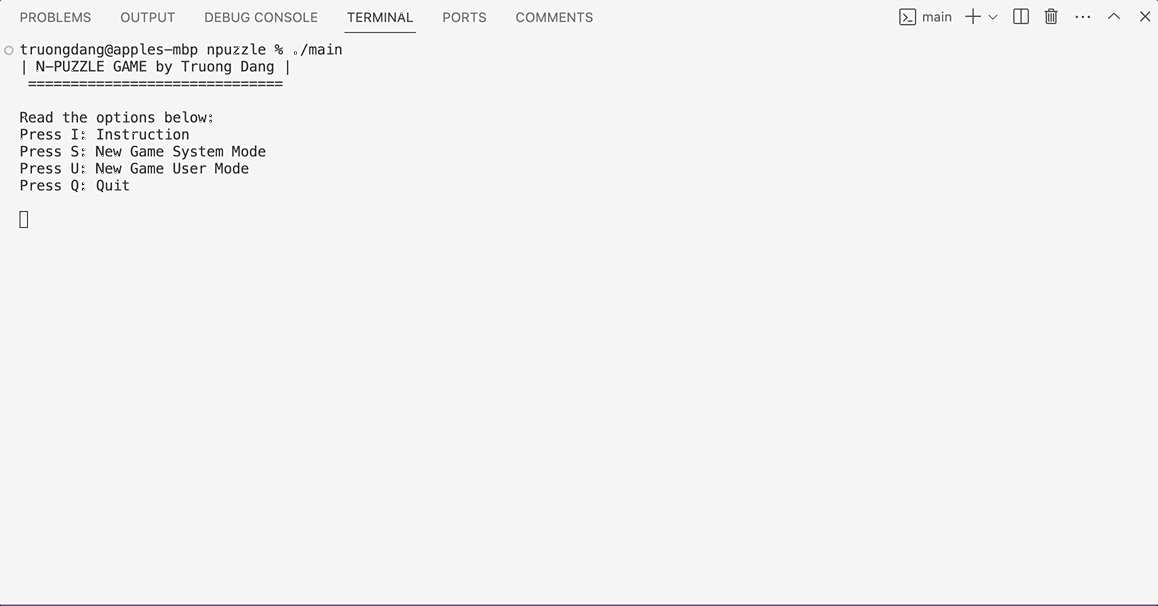 PROBLEMS OUTPUT DEBUG CONSOLE TERMINAL PORTS COMMENTS main
truongdang@apples-mbp npuzzle % ./main
| N-PUZZLE GAME by Truong Dang |
==============================
Read the options below:
Press I: Instruction
Press S: New Game System Mode
Press U: New Game User Mode
Press Q: Quit